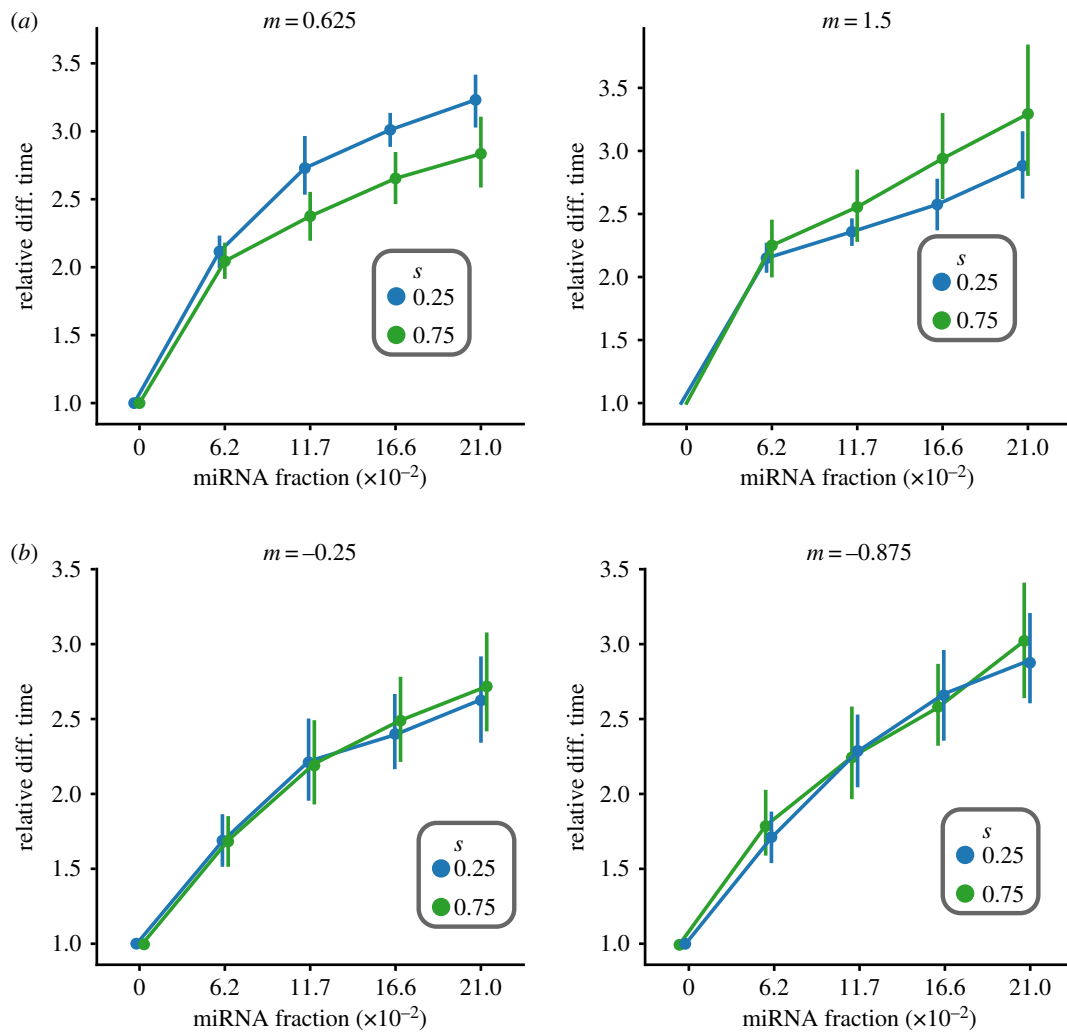 (a)
m = 0.625
relative diff. time
3.5
3.0
2.5
2.0
1.5
1.0
s
0.25
0.75
0 6.2 11.7 16.6 21.0
miRNA fraction (×10–2)
m = 1.5
relative diff. time
3.5
3.0
2.5
2.0
1.5
1.0
s
0.25
0.75
0 6.2 11.7 16.6 21.0
miRNA fraction (×10–2)
(b)
m = –0.25
relative diff. time
3.5
3.0
2.5
2.0
1.5
1.0
s
0.25
0.75
0 6.2 11.7 16.6 21.0
miRNA fraction (×10–2)
m = –0.875
relative diff. time
3.5
3.0
2.5
2.0
1.5
1.0
s
0.25
0.75
0 6.2 11.7 16.6 21.0
miRNA fraction (×10–2)